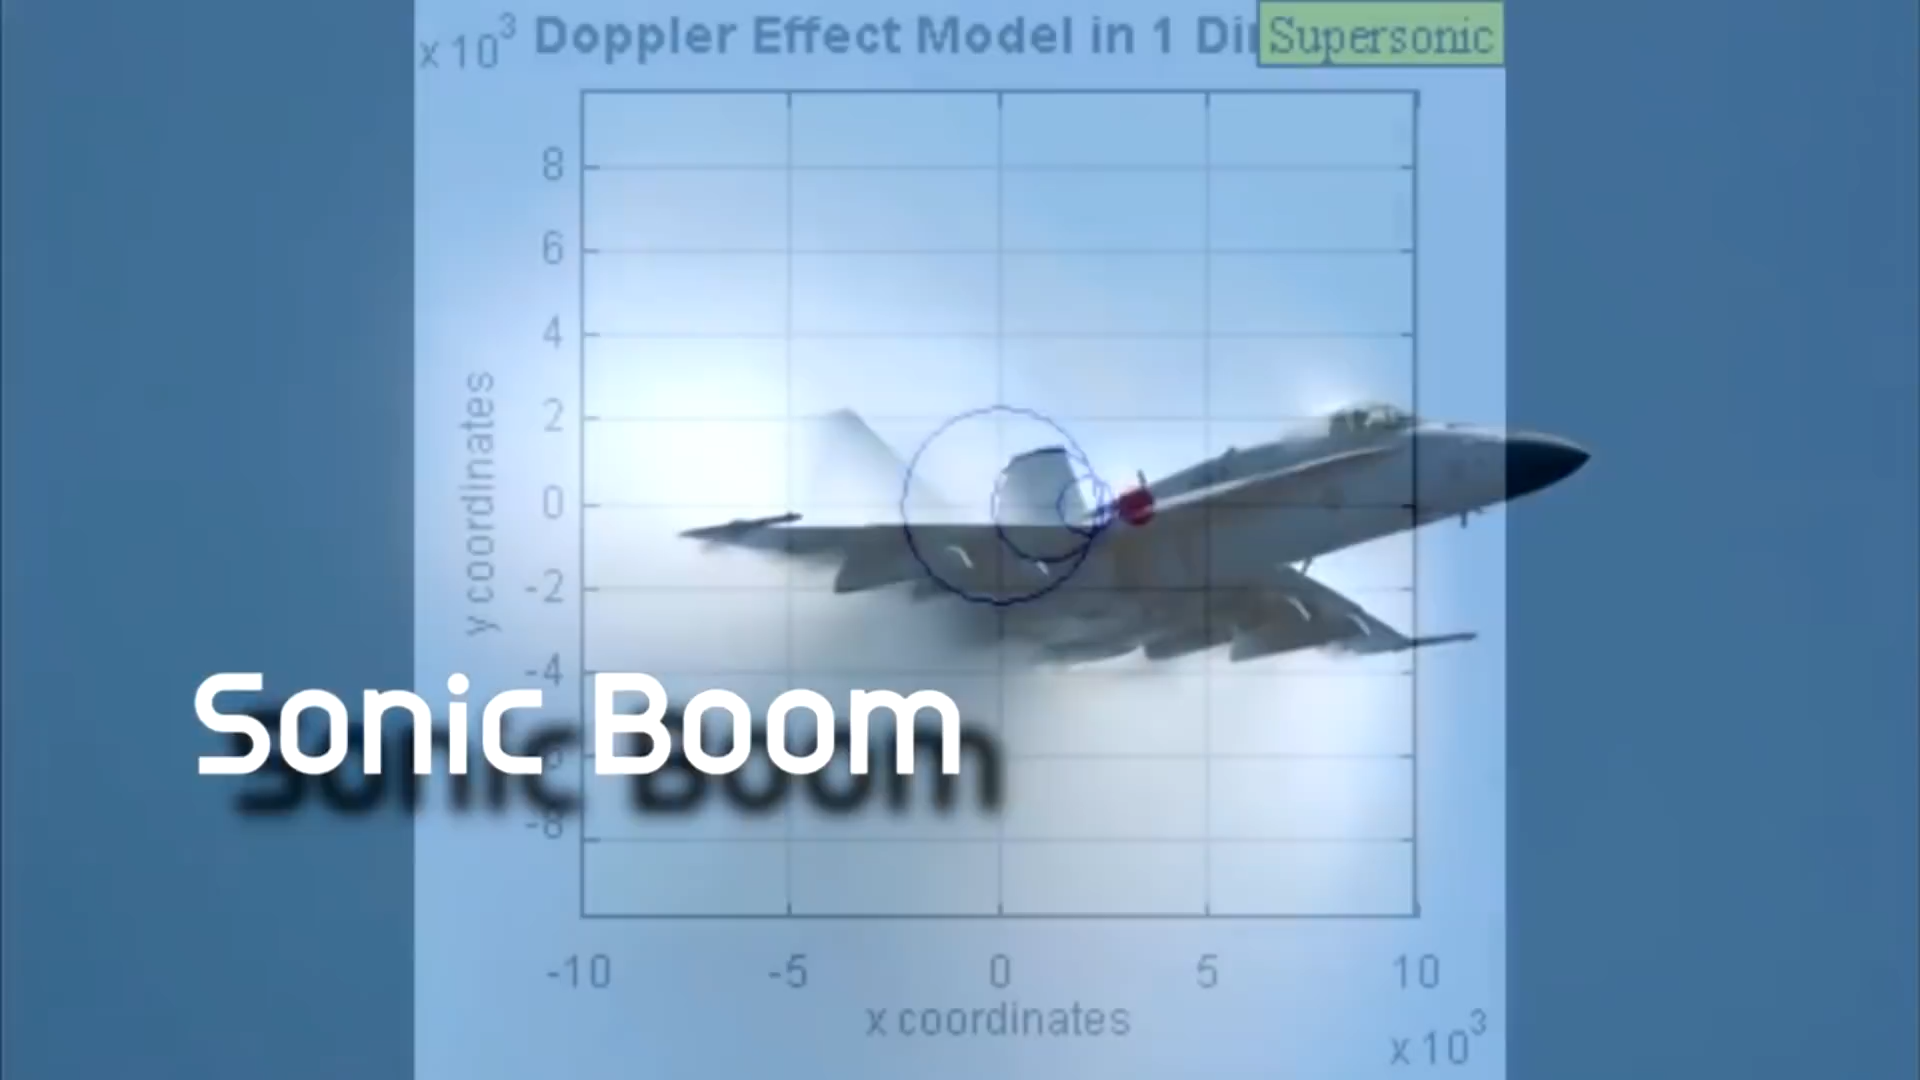 x 10³ Doppler Effect Model in 1
Supersonic
8
6
4
2
0
-2
-4
-8
y coordinates
Sonic Boom
-10 -5 0 5 10
x coordinates
x 10³